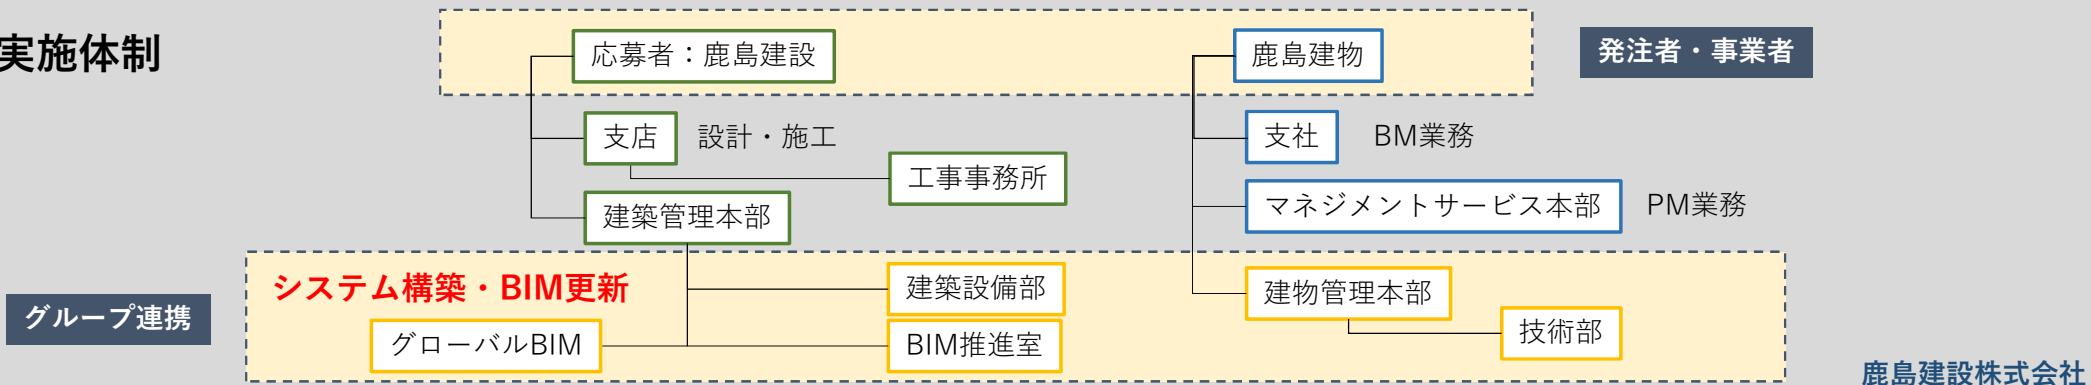 実施体制
応募者：鹿島建設
鹿島建物
発注者・事業者
支店
設計・施工
支社
BM業務
工事事務所
建築管理本部
マネジメントサービス本部
PM業務
システム構築・BIM更新
建築設備部
建物管理本部
グループ連携
グローバルBIM
BIM推進室
技術部
鹿島建設株式会社